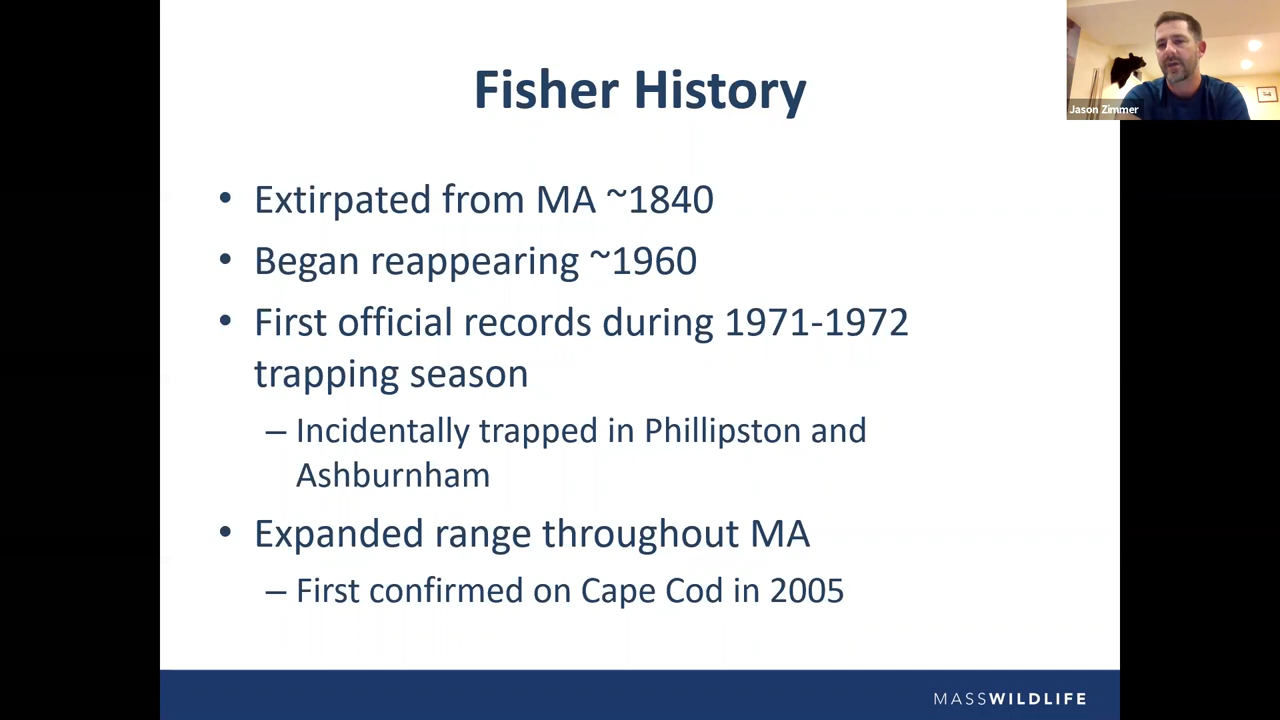 Fisher History
Jason Zimmer
• Extirpated from MA ~1840
• Began reappearing ~1960
• First official records during 1971-1972
trapping season
– Incidentally trapped in Phillipston and
Ashburnham
• Expanded range throughout MA
– First confirmed on Cape Cod in 2005
MASSWILDLIFE